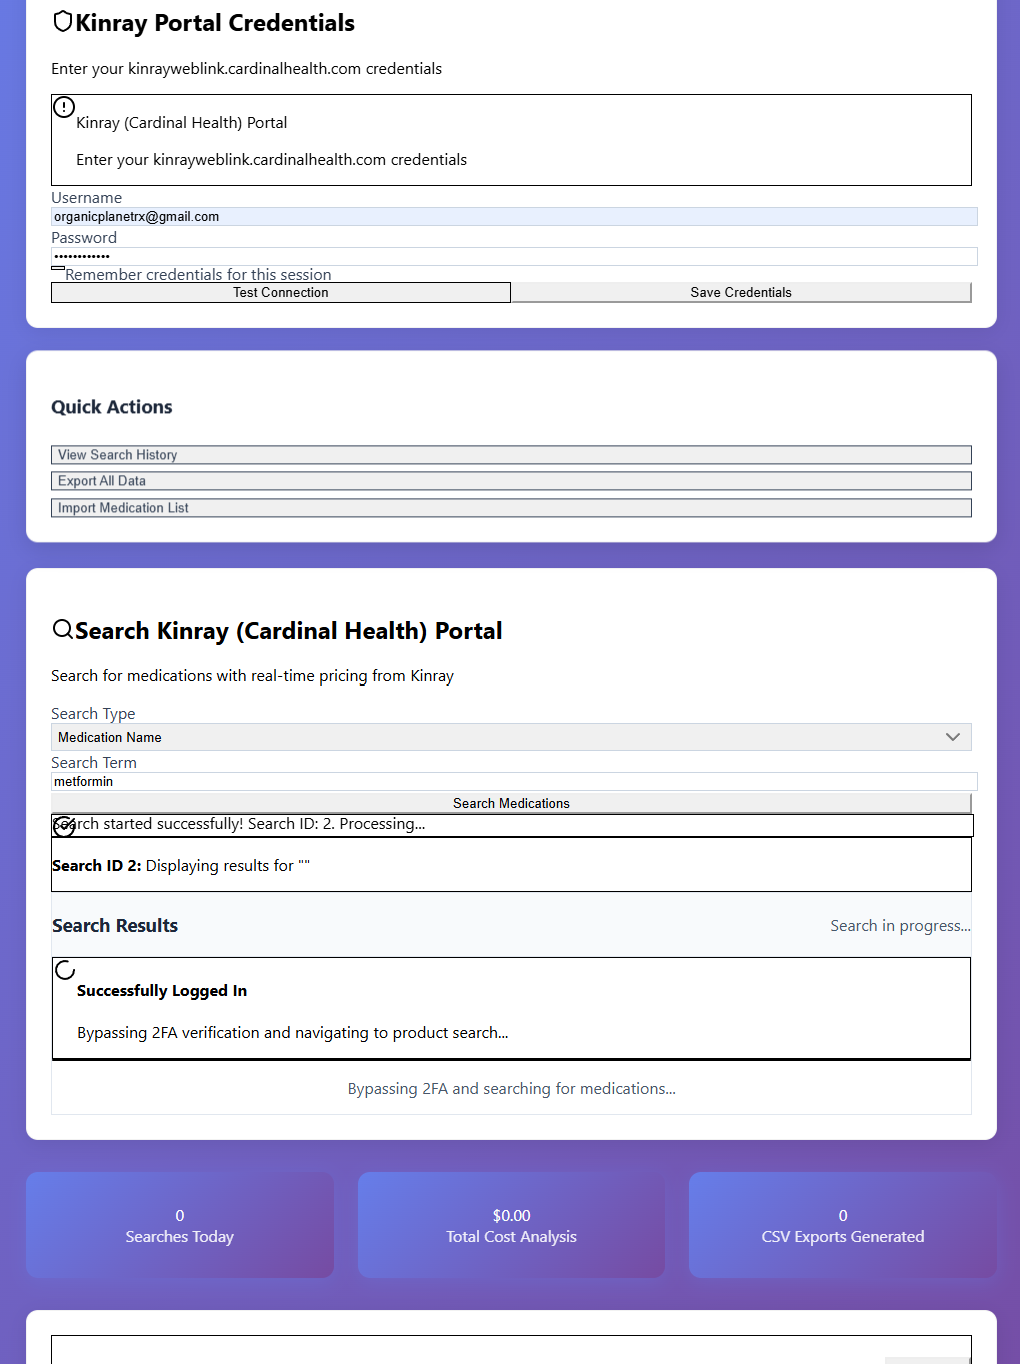 Kinray Portal Credentials
Enter your kinrayweblink.cardinalhealth.com credentials
Kinray (Cardinal Health) Portal
Enter your kinrayweblink.cardinalhealth.com credentials
Username
organicplanetrx@gmail.com
Password
••••••••••••
Remember credentials for this session
Test Connection
Save Credentials
Quick Actions
View Search History
Export All Data
Import Medication List
Search Kinray (Cardinal Health) Portal
Search for medications with real-time pricing from Kinray
Search Type
Medication Name
Search Term
metformin
Search Medications
Search started successfully! Search ID: 2. Processing...
Search ID 2: Displaying results for ""
Search Results
Search in progress...
Successfully Logged In
Bypassing 2FA verification and navigating to product search...
Bypassing 2FA and searching for medications...
0
Searches Today
$0.00
Total Cost Analysis
0
CSV Exports Generated